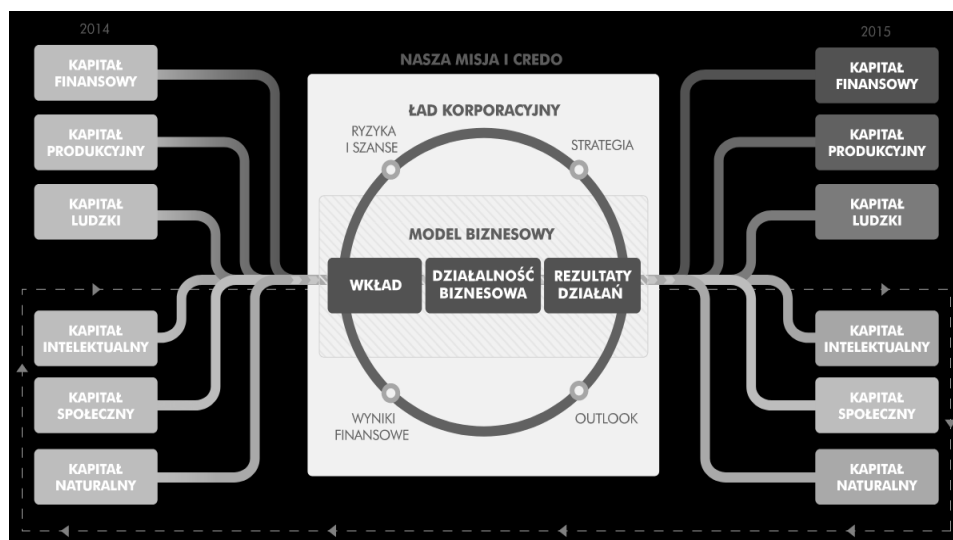 2014
KAPITAŁ
FINANSOWY
KAPITAŁ
PRODUKCYJNY
KAPITAŁ
LUDZKI
KAPITAŁ
INTELEKTUALNY
KAPITAŁ
SPOŁECZNY
KAPITAŁ
NATURALNY
NASZA MISJA I CREDO
ŁAD KORPORACYJNY
RYZYKA
I SZANSE
STRATEGIA
MODEL BIZNESOWY
WKŁAD
DZIAŁALNOŚĆ
BIZNESOWA
REZULTATY
DZIAŁAŃ
WYNIKI
FINANSOWE
OUTLOOK
2015
KAPITAŁ
FINANSOWY
KAPITAŁ
PRODUKCYJNY
KAPITAŁ
LUDZKI
KAPITAŁ
INTELEKTUALNY
KAPITAŁ
SPOŁECZNY
KAPITAŁ
NATURALNY